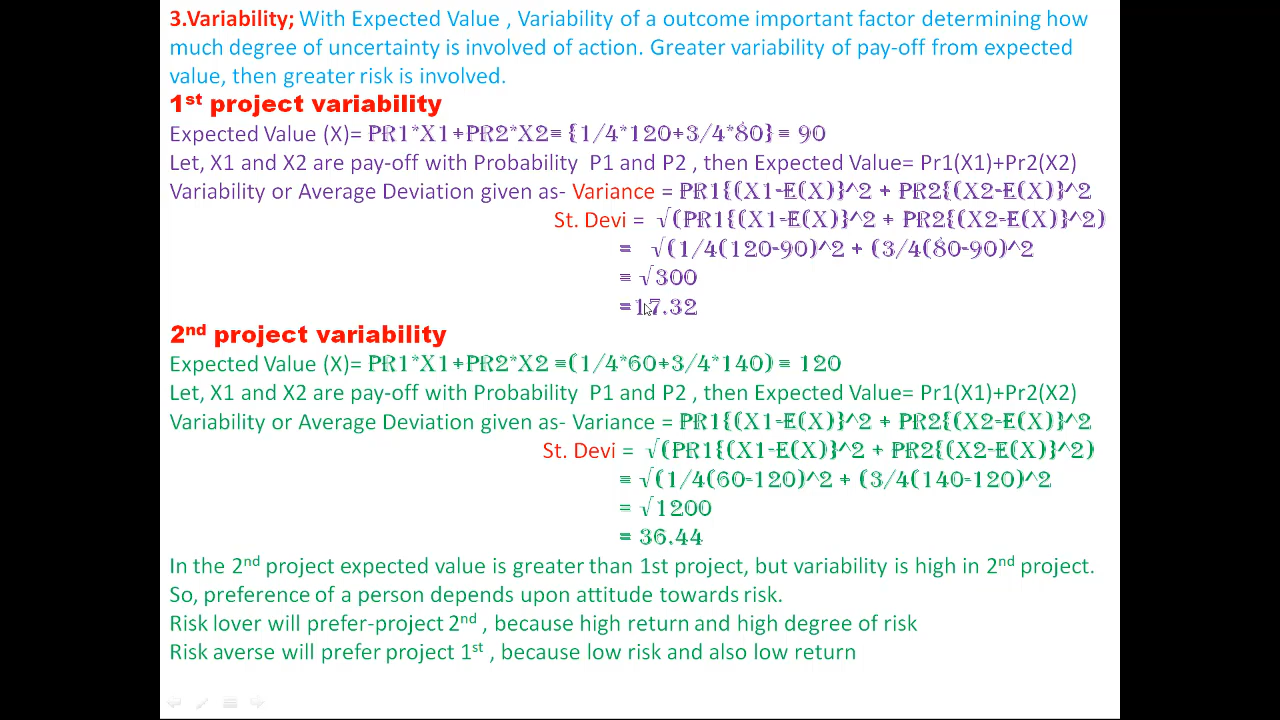 3.Variability; With Expected Value , Variability of a outcome important factor determining how
much degree of uncertainty is involved of action. Greater variability of pay-off from expected
value, then greater risk is involved.
1st project variability
Expected Value (X)= PR1*X1+PR2*X2={1/4*120+3/4*80} = 90
Let, X1 and X2 are pay-off with Probability P1 and P2 , then Expected Value= Pr1(X1)+Pr2(X2)
Variability or Average Deviation given as- Variance = PR1{(X1-E(X)}^2 + PR2{(X2-E(X)}^2
St. Devi = √(PR1{(X1-E(X)}^2 + PR2{(X2-E(X)}^2)
= √(1/4(120-90)^2 + (3/4(80-90)^2
= √300
=17.32
2nd project variability
Expected Value (X)= PR1*X1+PR2*X2 =(1/4*60+3/4*140) = 120
Let, X1 and X2 are pay-off with Probability P1 and P2 , then Expected Value= Pr1(X1)+Pr2(X2)
Variability or Average Deviation given as- Variance = PR1{(X1-E(X)}^2 + PR2{(X2-E(X)}^2
St. Devi = √(PR1{(X1-E(X)}^2 + PR2{(X2-E(X)}^2)
= √(1/4(60-120)^2 + (3/4(140-120)^2
= √1200
= 36.44
In the 2nd project expected value is greater than 1st project, but variability is high in 2nd project.
So, preference of a person depends upon attitude towards risk.
Risk lover will prefer-project 2nd , because high return and high degree of risk
Risk averse will prefer project 1st , because low risk and also low return